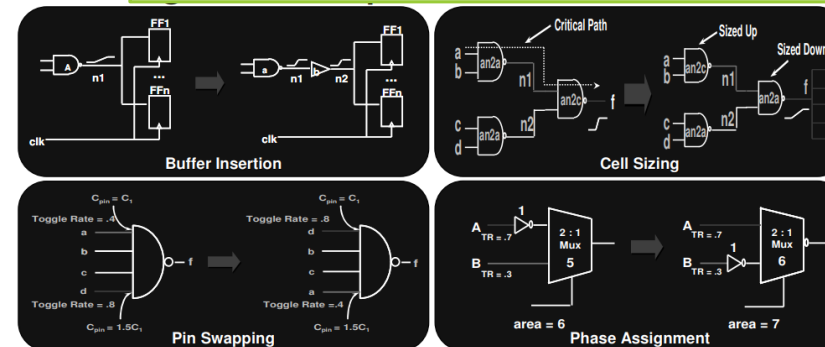 FF1
A
n1
...
FFn
clk
FF1
a
n1
b
n2
...
FFn
clk
Buffer Insertion
Critical Path
a
b
an2a
n1
an2c
f
c
d
an2a
n2
Sized Up
Sized Down
a
b
an2c
n1
an2a
f
c
d
an2a
n2
Cell Sizing
Cpin = C1
Toggle Rate = .4
a
b
c
d
Toggle Rate = .8
Cpin = 1.5C1
f
Cpin = C1
Toggle Rate = .8
d
b
c
a
Toggle Rate = .4
Cpin = 1.5C1
f
Pin Swapping
A
TR = .7
1
B
TR = .3
2 : 1
Mux
5
area = 6
A
TR = .7
B
TR = .3
1
2 : 1
Mux
6
area = 7
Phase Assignment